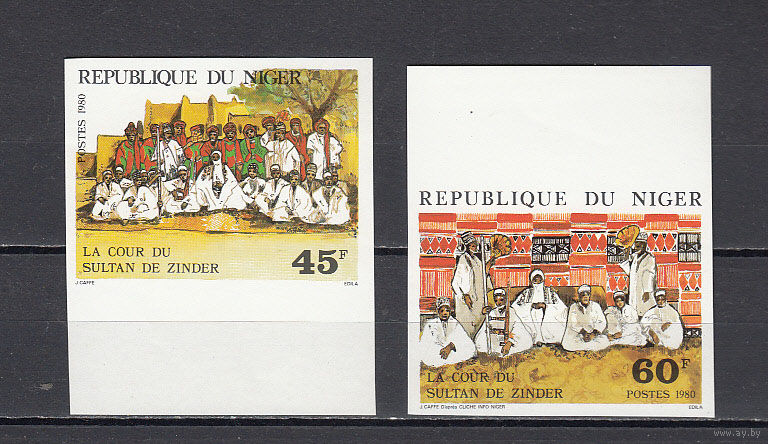 REPUBLIQUE DU NIGER
POSTES 1980
LA COUR DU
SULTAN DE ZINDER
45F
J.CAFFE
EDILA
REPUBLIQUE DU NIGER
LA COUR DU
SULTAN DE ZINDER
60F
POSTES 1980
J.CAFFE D'après CLICHE INFO NIGER
EDILA
www.ay.by